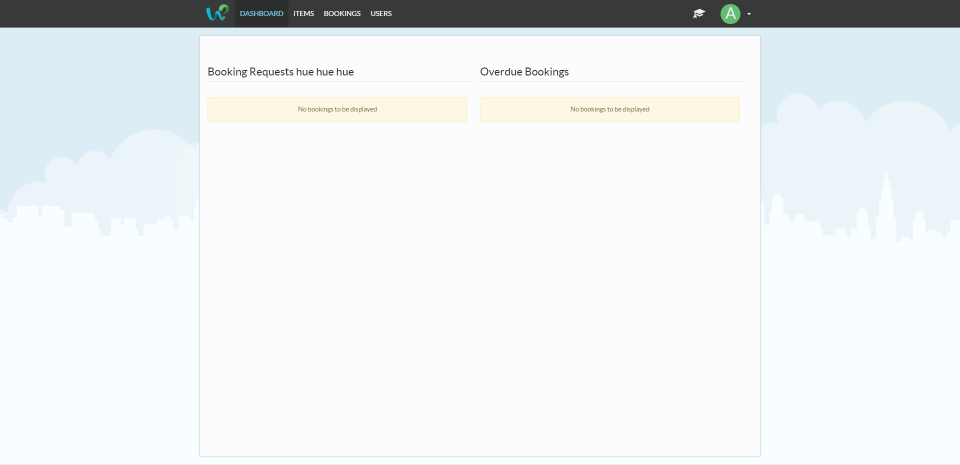 DASHBOARD ITEMS BOOKINGS USERS A
Booking Requests hue hue hue
No bookings to be displayed
Overdue Bookings
No bookings to be displayed